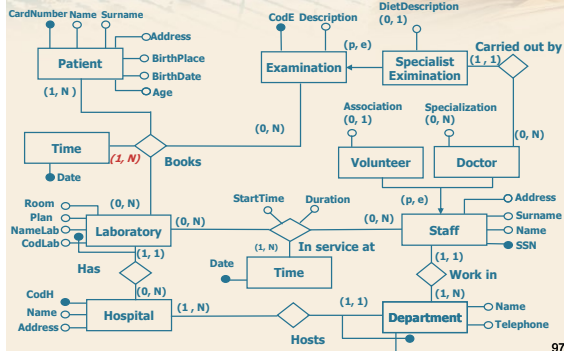 CardNumber Name Surname
Address
BirthPlace
BirthDate
Age
Patient
(1, N)
CodE Description
(p, e)
Examination
(0, N)
DietDescription
(0, 1)
Specialist
Eximination
(1 , 1)
Carried out by
(0, N)
Association
(0, 1)
Specialization
(0, N)
Volunteer
Doctor
(p, e)
Time
(1, N)
Date
Books
(0, N)
Room
Plan
NameLab
CodLab
Laboratory
(0, N)
(1, 1)
Has
(0, N)
StartTime
Duration
(1, N)
In service at
(0, N)
Date
Time
Staff
Address
Surname
Name
SSN
(1, 1)
Work in
(1, N)
CodH
Name
Address
Hospital
(1 , N)
Hosts
(1, 1)
Department
Name
Telephone
97